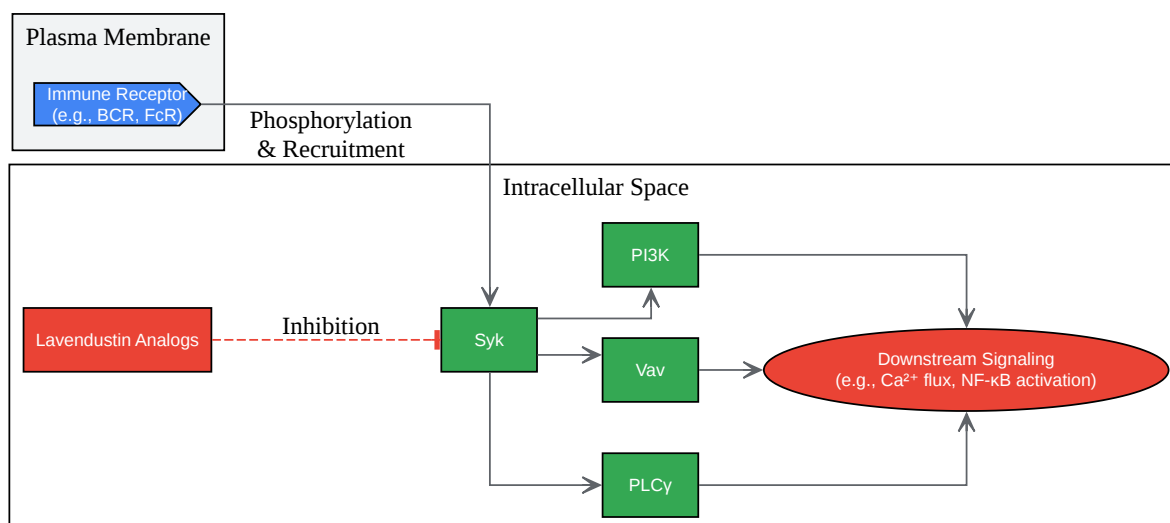 Plasma Membrane
Immune Receptor
(e.g., BCR, FcR)
Phosphorylation
& Recruitment
Intracellular Space
PI3K
Lavendustin Analogs
Inhibition
Syk
Vav
Downstream Signaling
(e.g., Ca²⁺ flux, NF-κB activation)
PLCγ